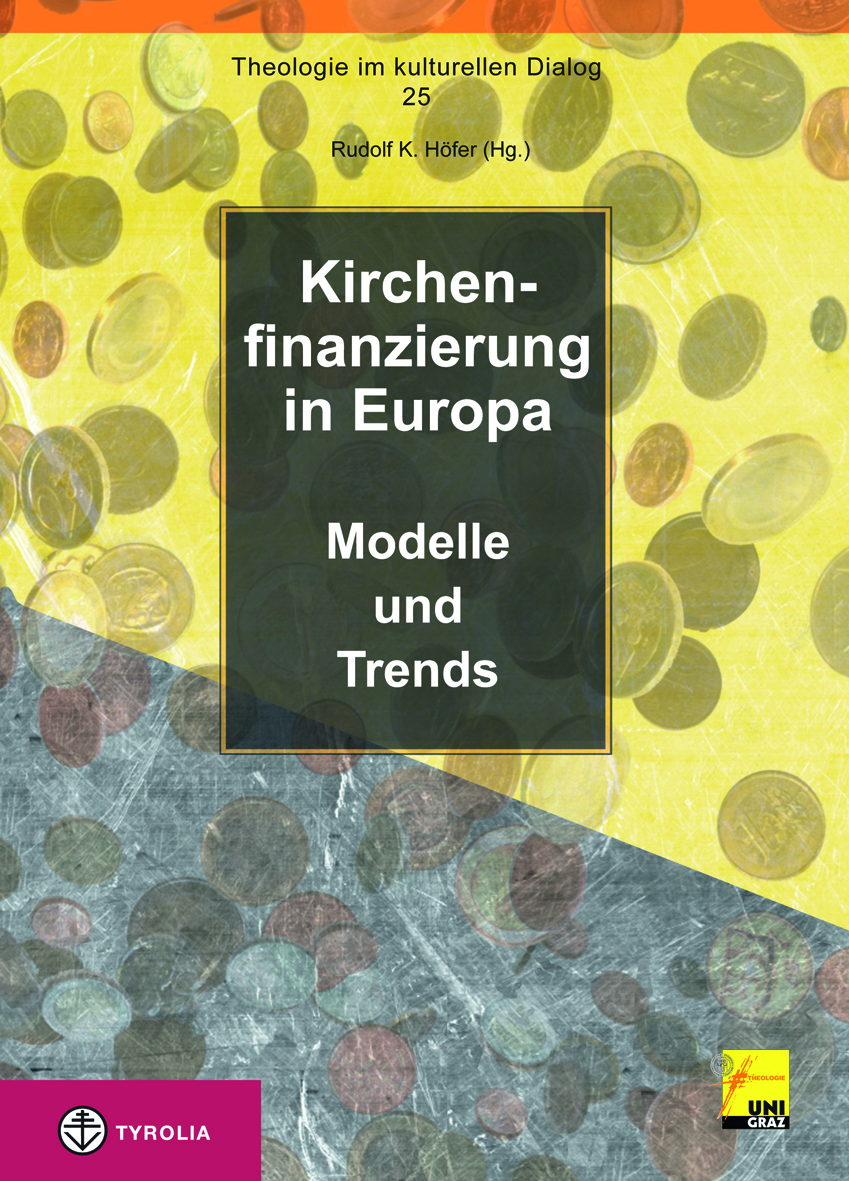 Theologie im kulturellen Dialog
25
Rudolf K. Höfer (Hg.)
Kirchen-
finanzierung
in Europa
Modelle
und
Trends
THEOLOGIE
UNI
GRAZ
TYROLIA